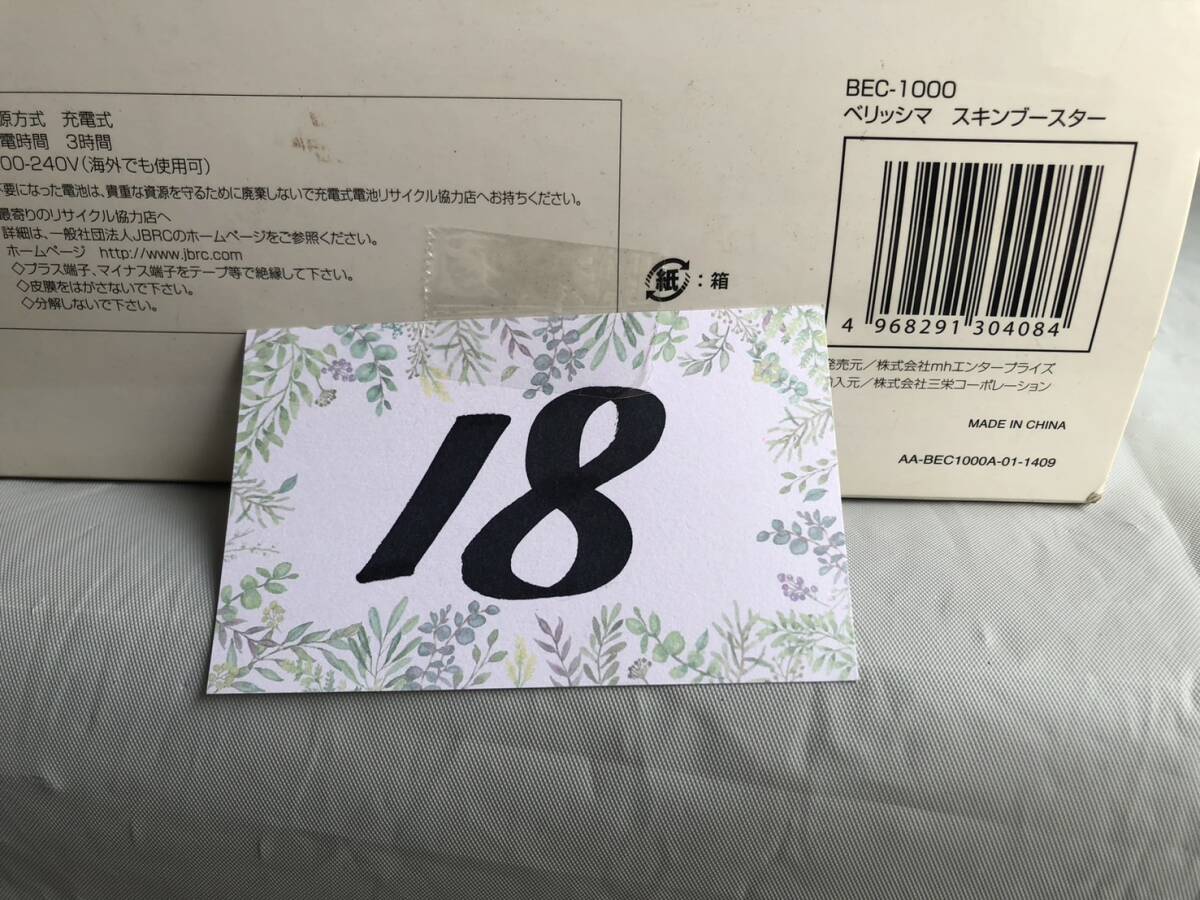 源方式 充電式
電時間 3時間
00-240V(海外でも使用可)
不要になった電池は、貴重な資源を守るために廃棄しないで充電式電池リサイクル協力店へお持ちください。
最寄りのリサイクル協力店へ
詳細は、一般社団法人JBRCのホームページをご参照ください。
ホームページ http://www.jbrc.com
◇プラス端子、マイナス端子をテープ等で絶縁して下さい。
◇皮膜をはがさないで下さい。
◇分解しないで下さい。
紙:箱
BEC-1000
ベリッシマ スキンブースター
4 968291 304084
発売元/株式会社mhエンタープライズ
入元/株式会社三栄コーポレーション
MADE IN CHINA
AA-BEC1000A-01-1409
18